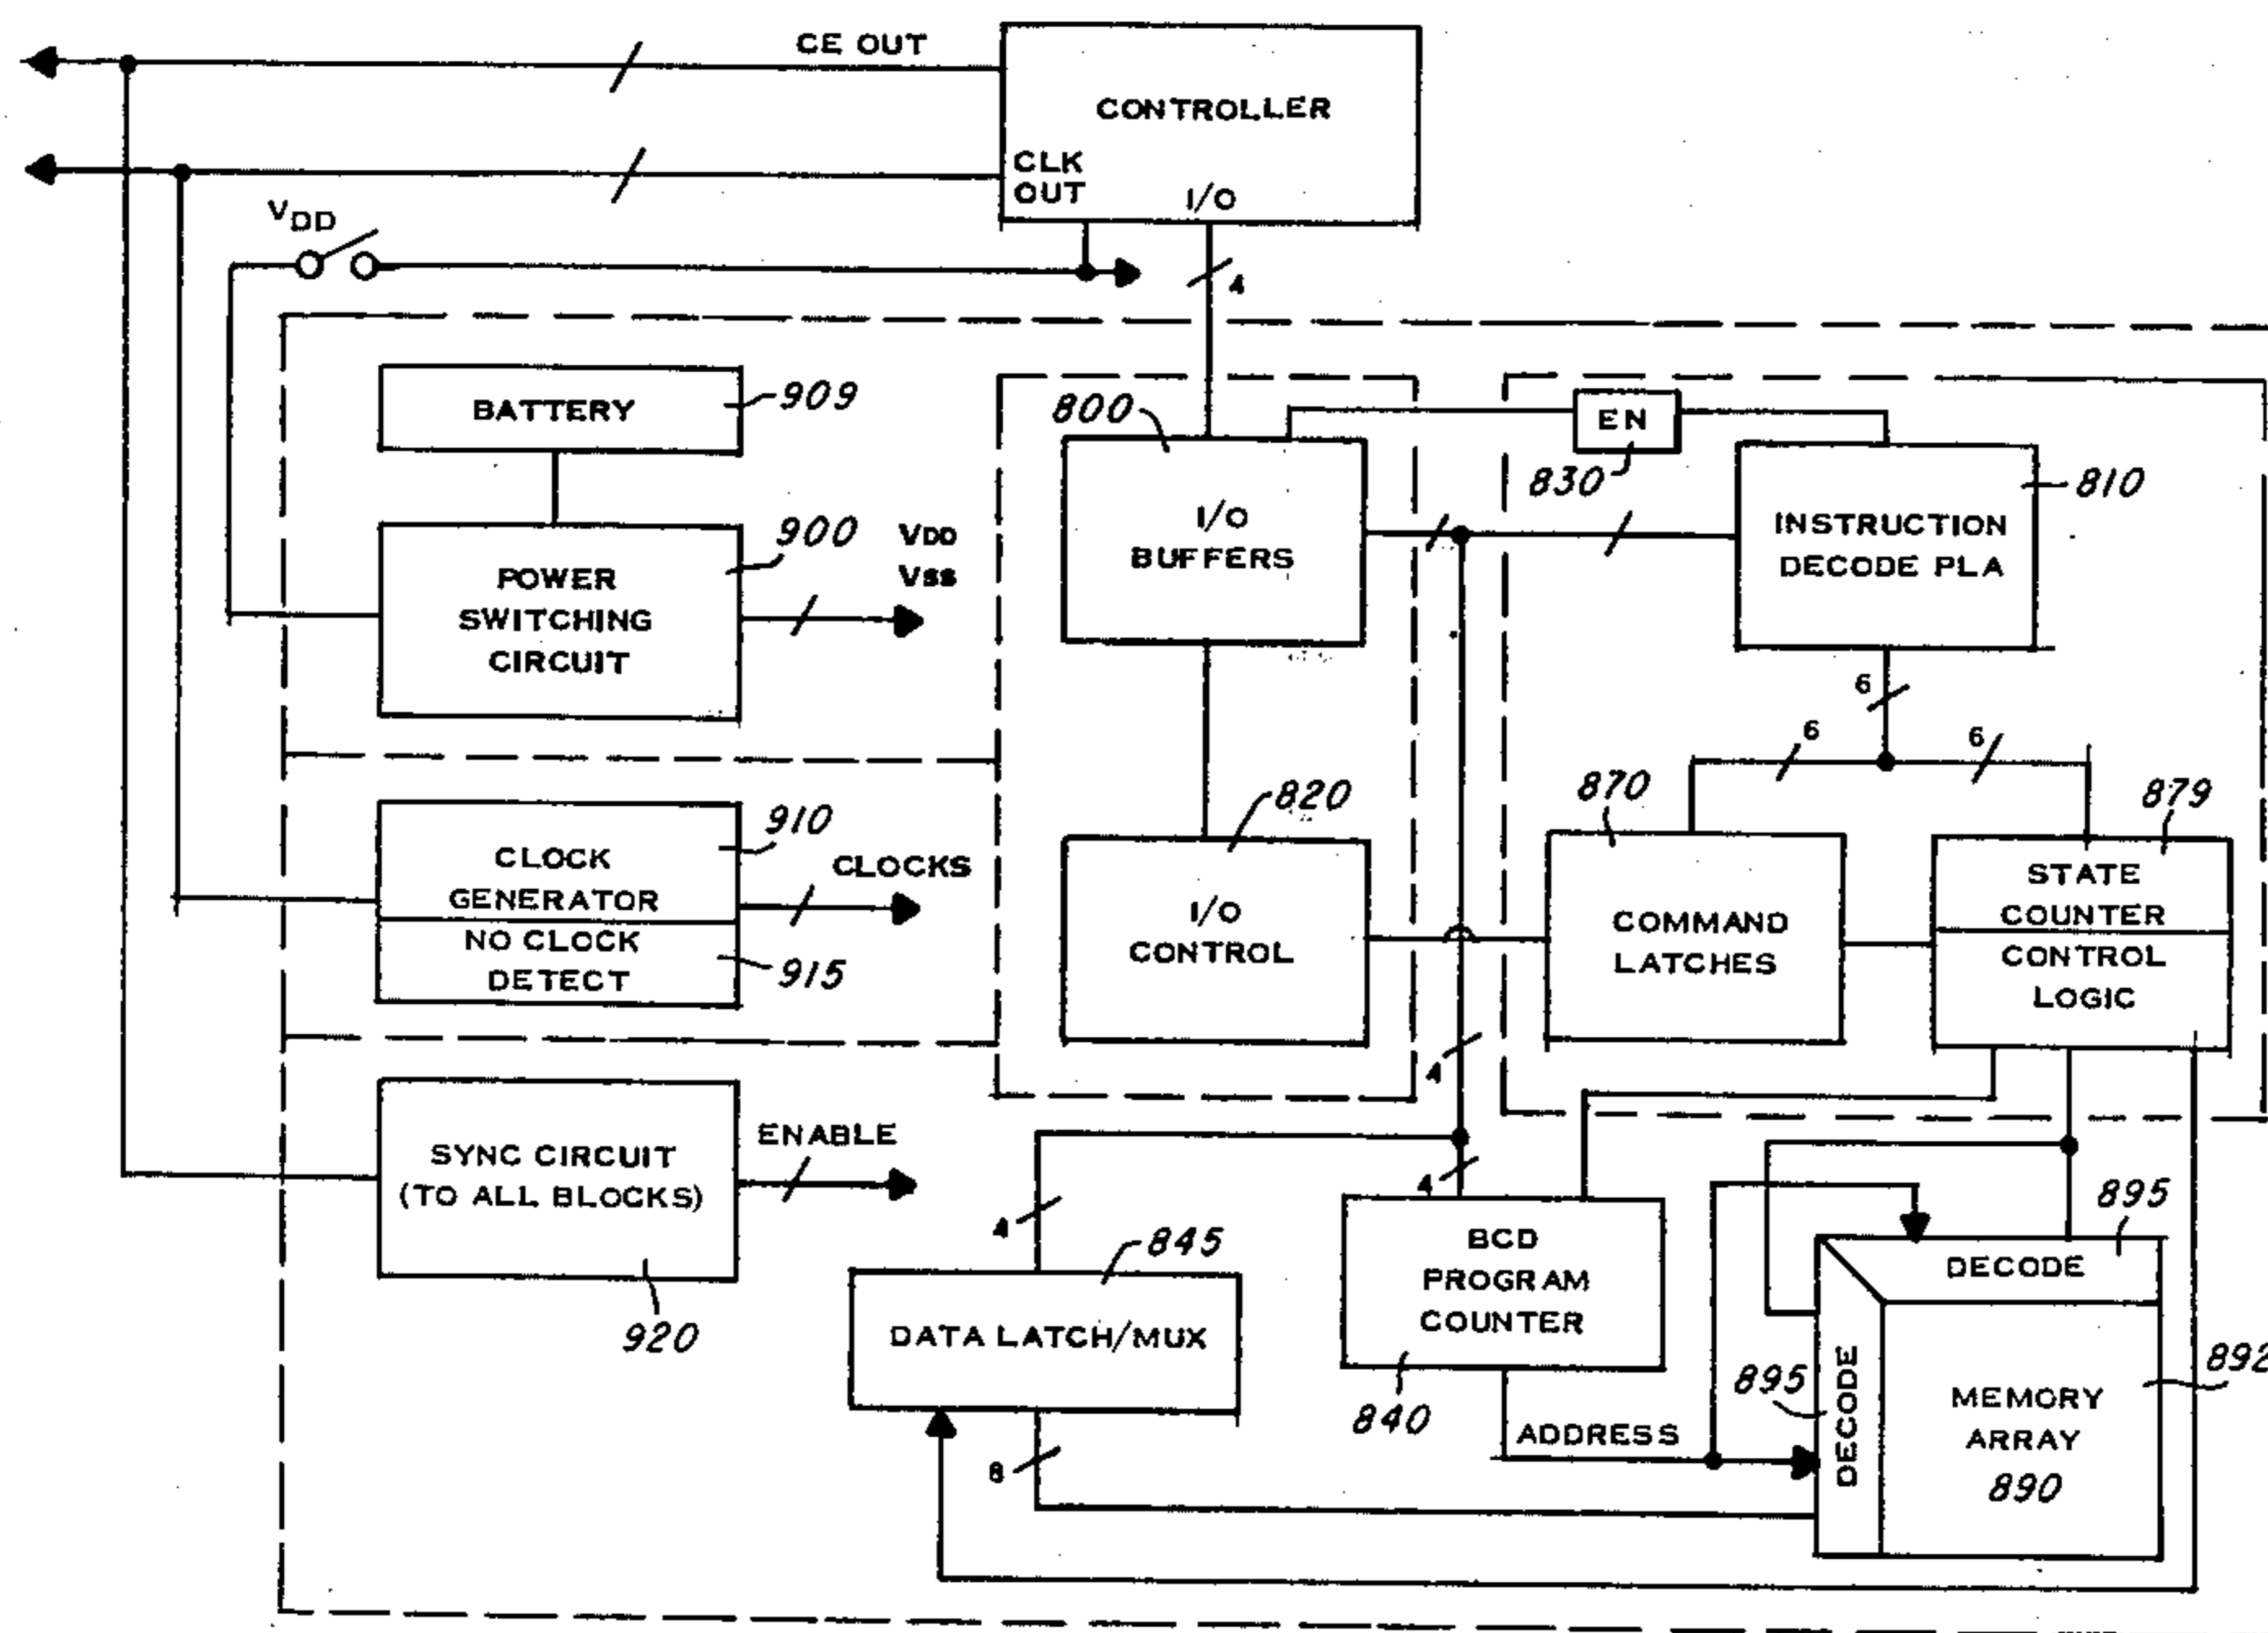 CE OUT
CONTROLLER
CLK
OUT
I/O
VDD
4
BATTERY
909
800
EN
830
810
I/O
BUFFERS
INSTRUCTION
DECODE PLA
900
VDD
VSS
POWER
SWITCHING
CIRCUIT
6
6
6
910
820
870
879
CLOCK
GENERATOR
CLOCKS
NO CLOCK
DETECT
915
I/O
CONTROL
COMMAND
LATCHES
STATE
COUNTER
CONTROL
LOGIC
4
SYNC CIRCUIT
(TO ALL BLOCKS)
ENABLE
920
4
4
845
DATA LATCH/MUX
BCD
PROGRAM
COUNTER
840
895
DECODE
892
895
DECODE
MEMORY
ARRAY
890
ADDRESS
8